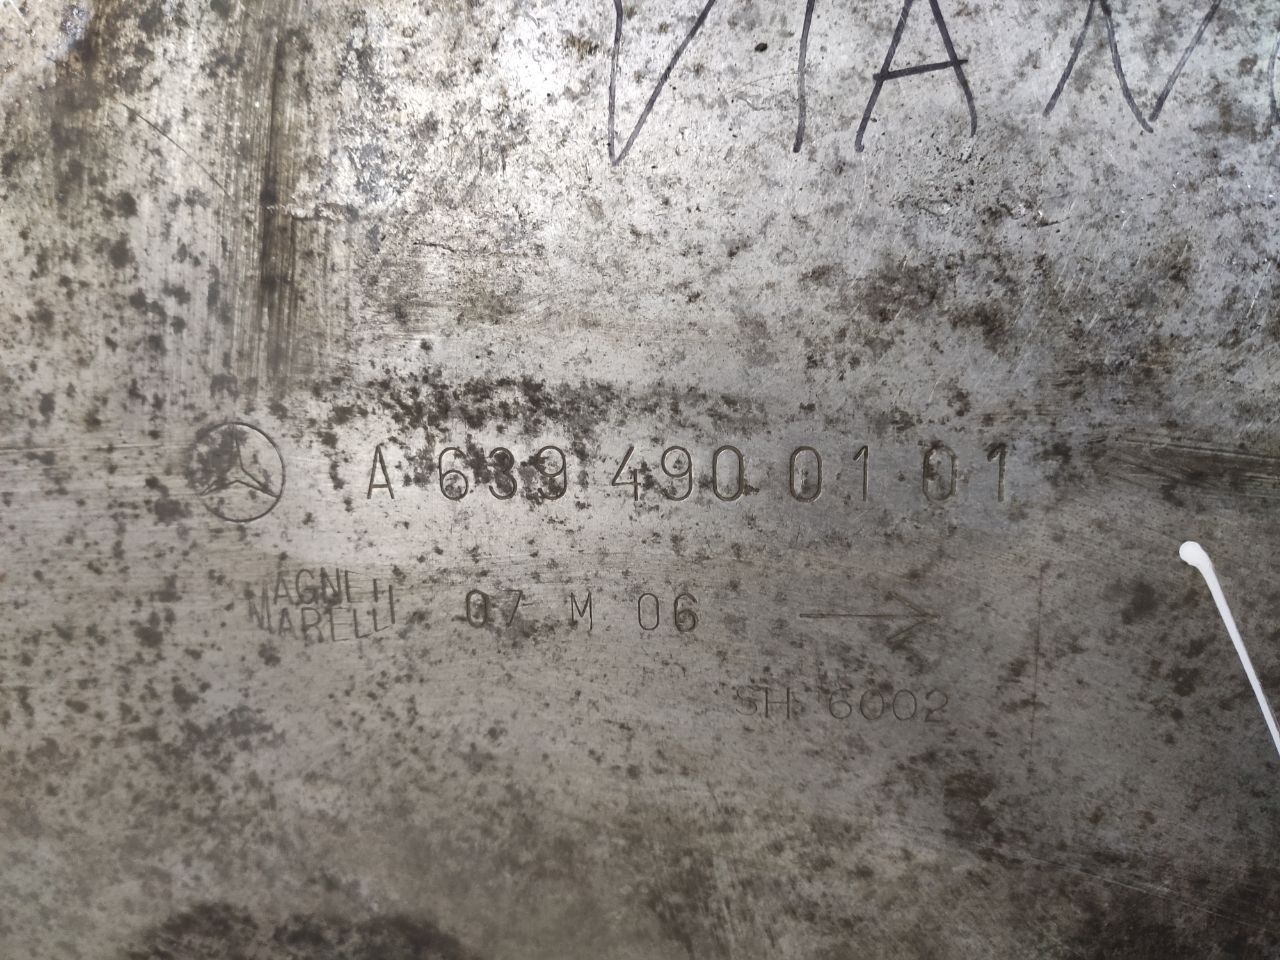 VIAN
A 639 490 01 01
MAGNETI
MARELLI
07 M 06
SH 6002